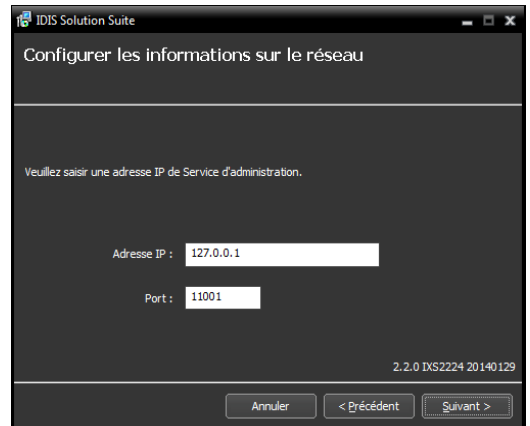 IDIS Solution Suite
Configurer les informations sur le réseau
Veuillez saisir une adresse IP de Service d'administration.
Adresse IP : 127.0.0.1
Port : 11001
2.2.0 IXS2224 20140129
Annuler < Précédent Suivant >